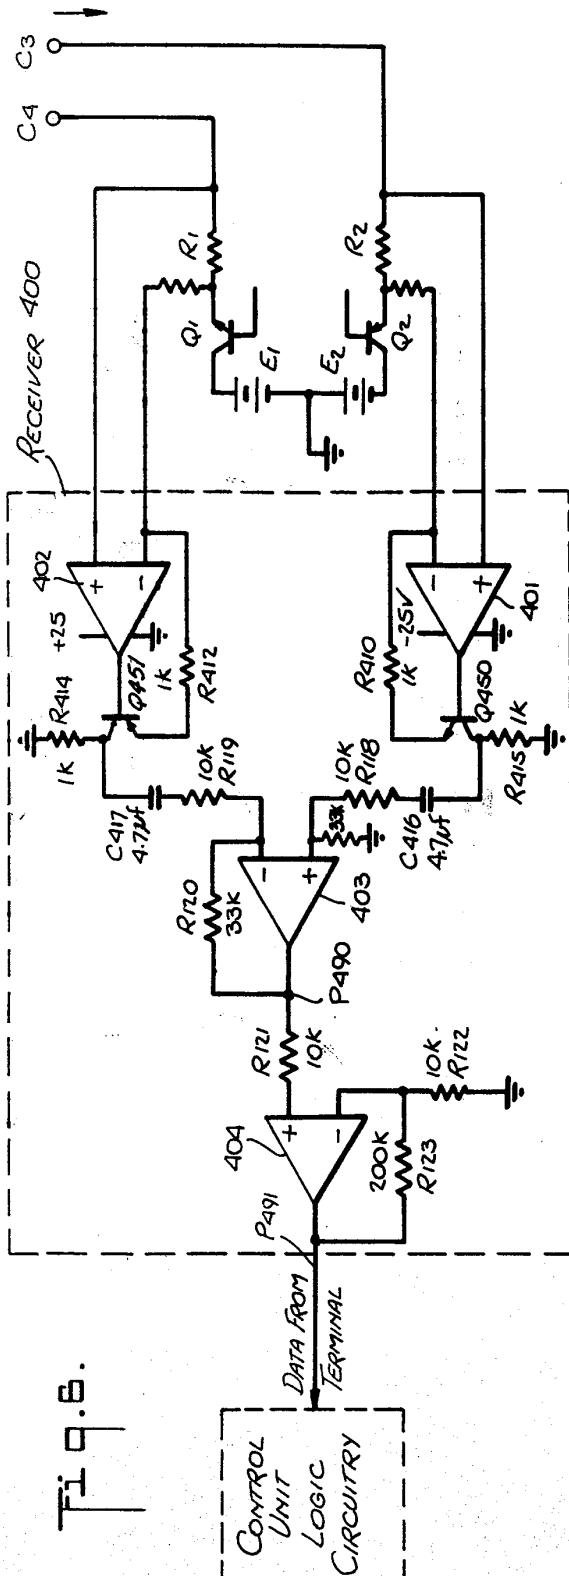 C3
C4
RECEIVER 400
R1
R2
Q1
Q2
E1
E2
402
+
-
+25
-25V
-
+
401
R414
1K
Q451
1K
R412
R410
1K
Q450
1K
R415
C417
4.7µf
10K
R119
10K
R118
33K
C416
4.7µf
R120
33K
-
+
403
P490
R121
10K
10K
R122
404
+
-
200K
R123
P491
DATA FROM
TERMINAL
Fig.6.
CONTROL
UNIT
LOGIC
CIRCUITRY